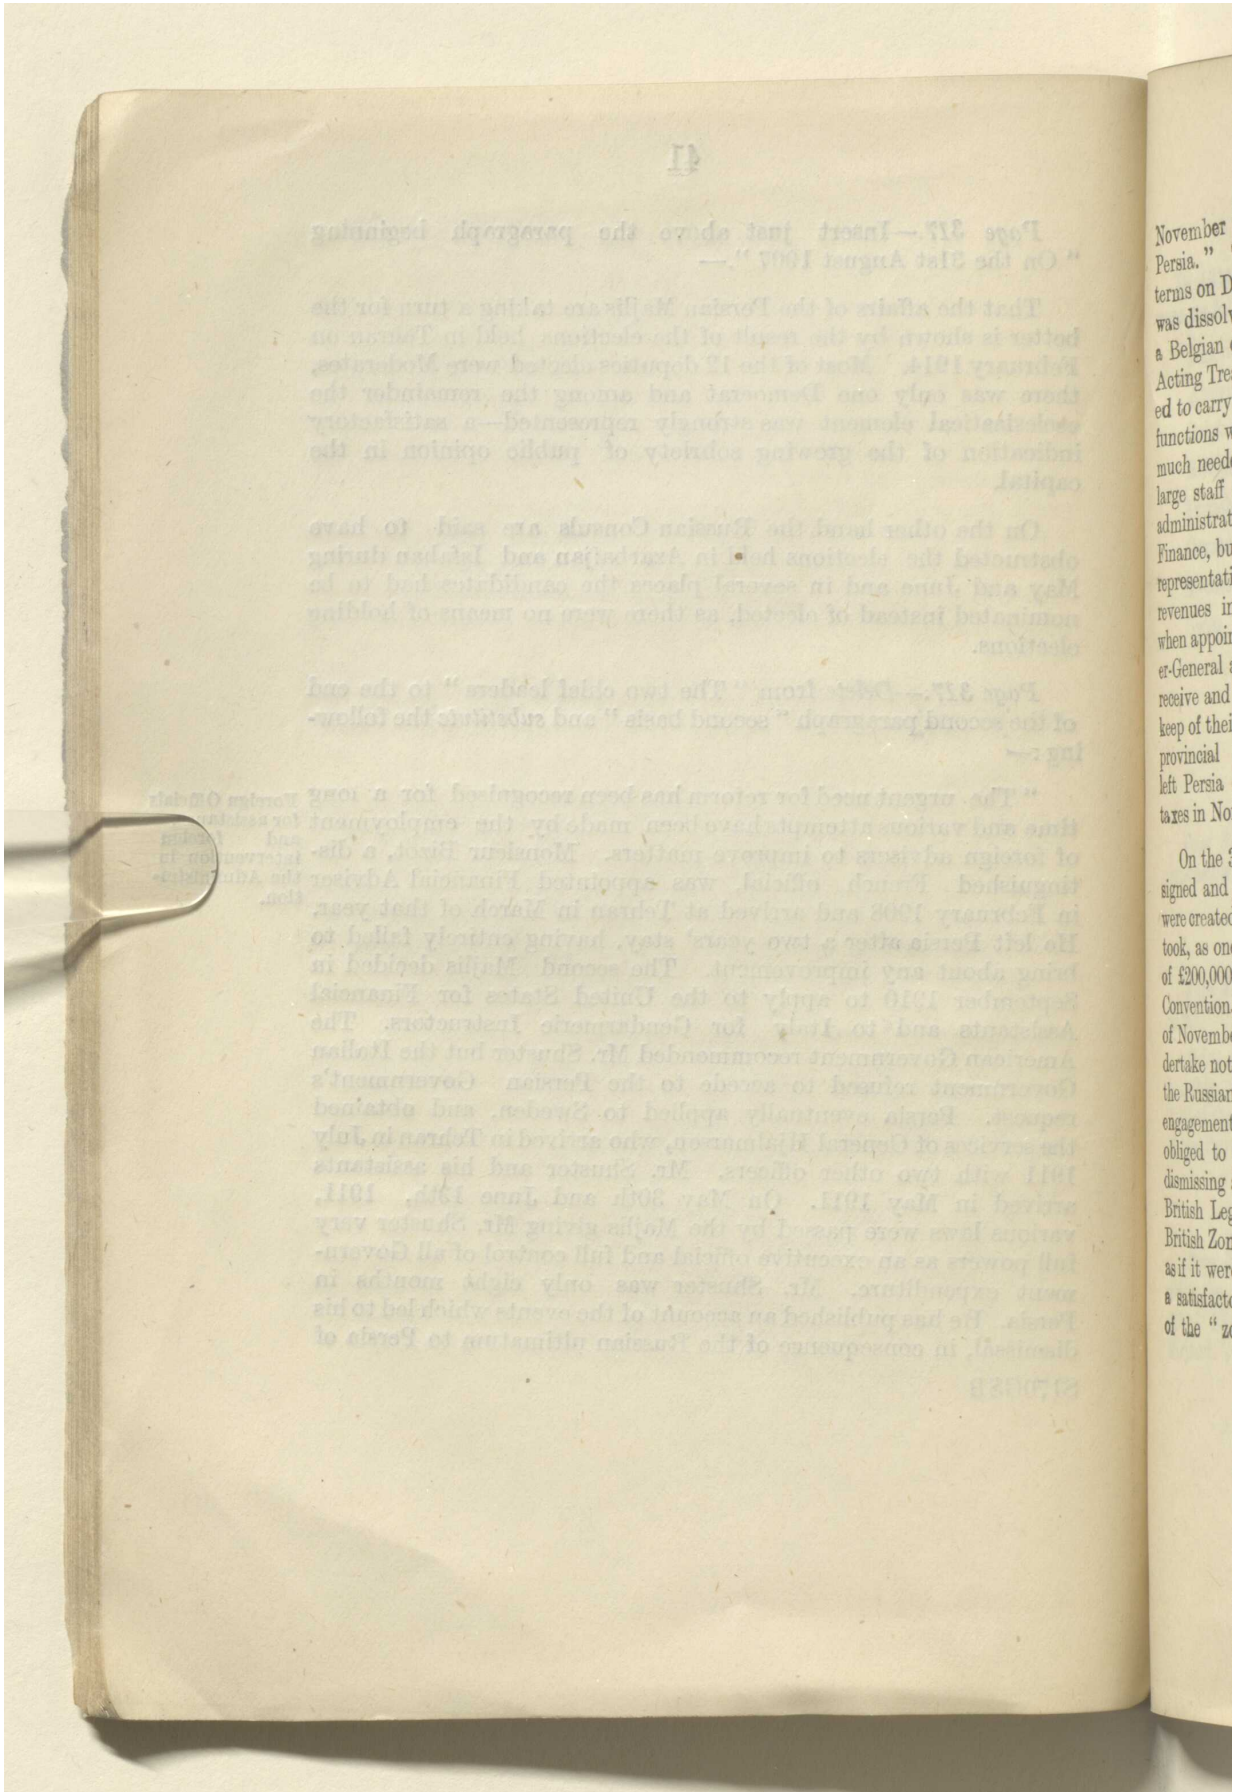 41
Page 327.—Insert just above the paragraph beginning
" On the 31st August 1907 ".—
That the affairs of the Persian Majlis are taking a turn for the
better is shown by the result of the elections, held in Tehran on
February 1914. Most of the 12 deputies elected were Moderates,
there was only one Democrat and among the remainder the
ecclesiastical element was strongly represented—a satisfactory
indication of the growing sobriety of public opinion in the
capital.
On the other hand the Russian Consuls are said to have
obstructed the elections held in Azarbaijan and Isfahan during
May and June and in several places the candidates had to be
nominated instead of elected, as there were no means of holding
elections.
Page 327.—Delete from " The two chief leaders " to the end
of the second paragraph " second basis " and substitute the follow-
ing :—
Foreign Officials
for assistance
and foreign
intervention in
the Administra-
tion.
" The urgent need for reform has been recognized for a long
time and various attempts have been made by the employment
of foreign advisers to improve matters. Monsieur Bizot, a dis-
tinguished French official, was appointed Financial Adviser
in February 1908 and arrived at Tehran in March of that year.
He left Persia after a two years' stay, having entirely failed to
bring about any improvement. The second Majlis decided in
September 1910 to apply to the United States for Financial
Assistants and to Italy for Gendarmerie Instructors. The
American Government recommended Mr. Shuster but the Italian
Government refused to accede to the Persian Government's
request. Persia eventually applied to Sweden, and obtained
the services of General Hjalmarsen, who arrived in Tehran in July
1911 with two other officers. Mr. Shuster and his assistants
arrived in May 1911. On May 30th and June 13th, 1911,
various laws were passed by the Majlis giving Mr. Shuster very
full powers as an executive official and full control of all Govern-
ment expenditure. Mr. Shuster was only eight months in
Persia. He has published an account of the events which led to his
dismissal, in consequence of the Russian ultimatum to Persia of
November
Persia. "
terms on D
was dissolv
a Belgian
Acting Trea
ed to carry
functions w
much neede
large staff
administrat
Finance, bu
representati
revenues in
when appoin
er-General a
receive and
keep of thei
provincial
left Persia
taxes in No
On the 3
signed and
were created
took, as one
of £200,000
Convention.
of Novembe
dertake not
the Russian
engagement
obliged to
dismissing
British Leg
British Zon
as if it were
a satisfacto
of the " zo